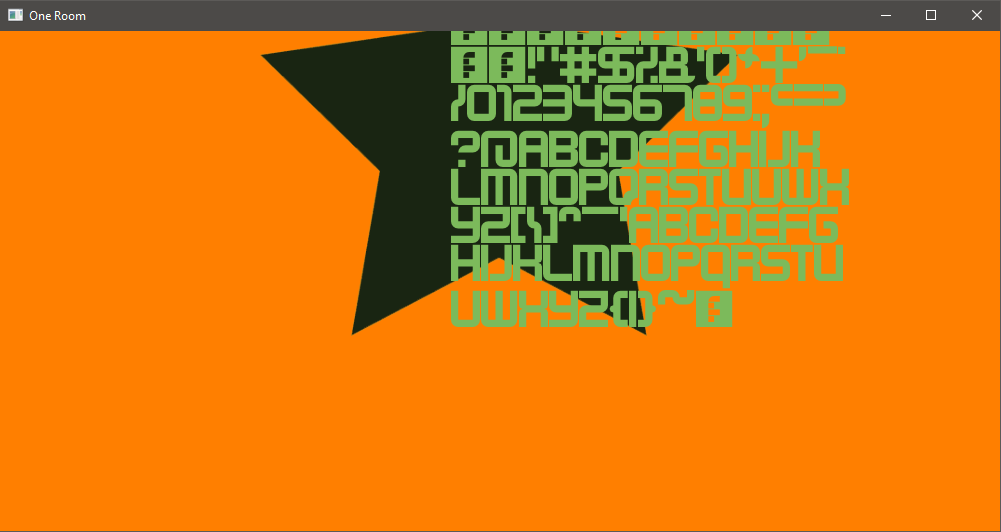 One Room
!"#$%&'()*+,-
/0123456789:;
?@ABCDEFGHIJK
LMNOPQRSTUVWX
YZ[\]^_`ABCDEFG
HIJKLMNOPQRSTU
VWXYZ{|}~